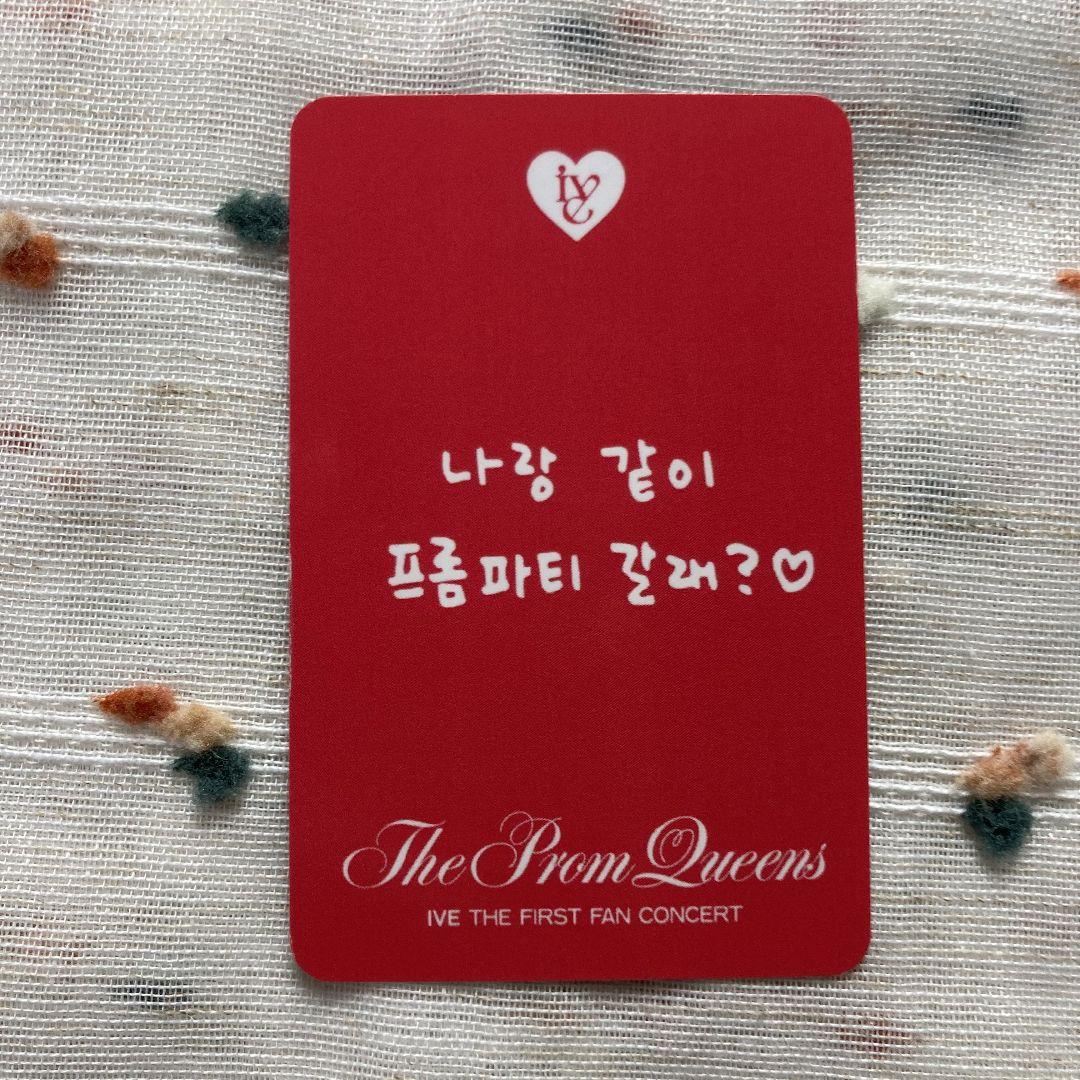 ive
나랑 같이
프롬파티 갈래?♡
The Prom Queens
IVE THE FIRST FAN CONCERT